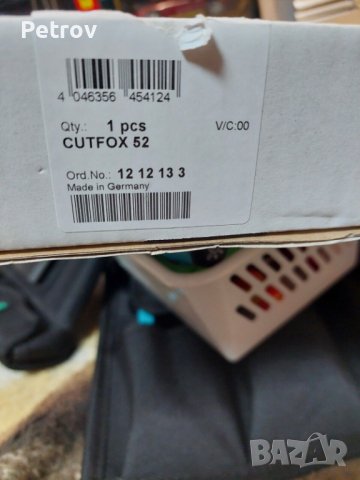 Petrov
4 046356 454124
Qty.: 1 pcs V/C:00
CUTFOX 52
Ord.No.: 12 12 13 3
Made in Germany
BAZAR